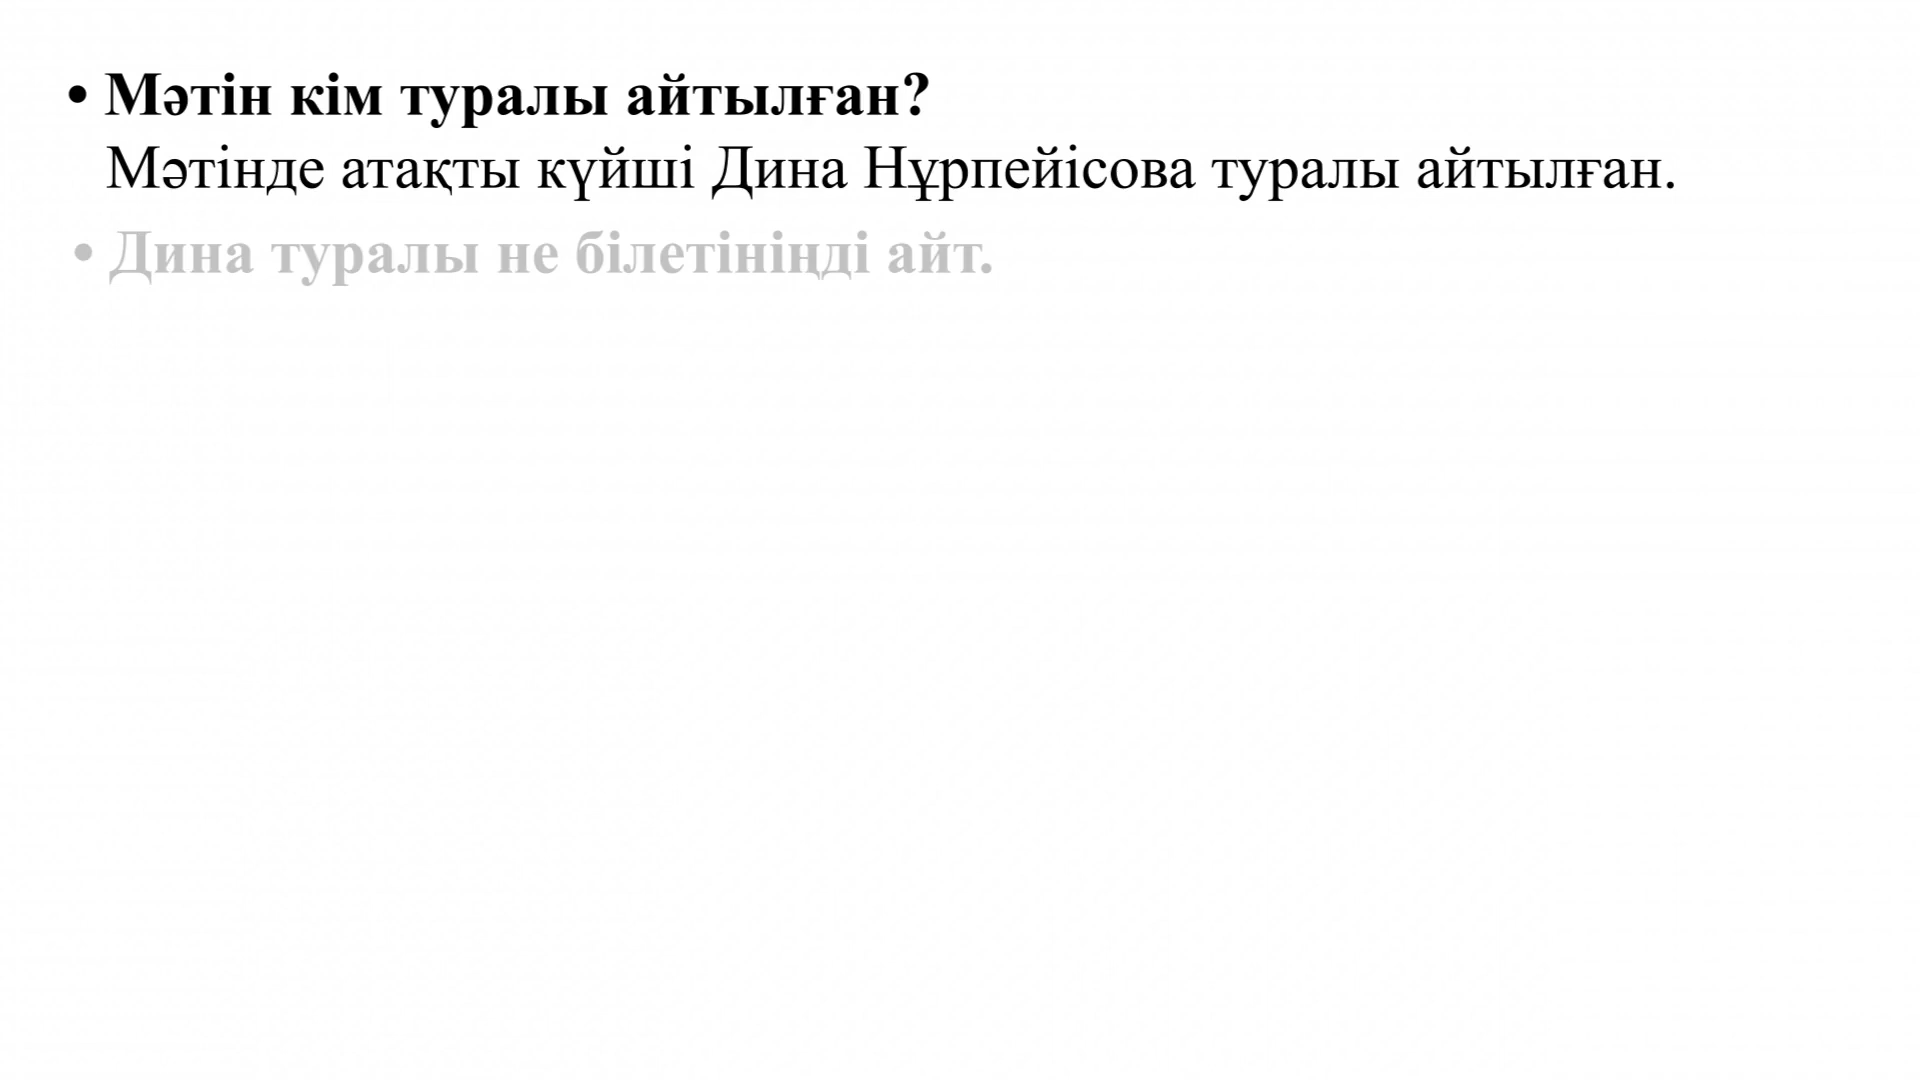 • Мәтін кім туралы айтылған?
Мәтінде атақты күйші Дина Нұрпейісова туралы айтылған.
• Дина туралы не білетініңді айт.